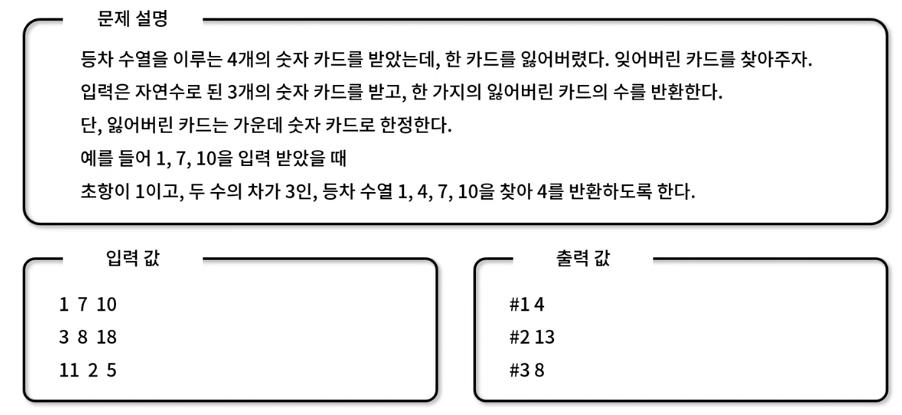 문제 설명
등차 수열을 이루는 4개의 숫자 카드를 받았는데, 한 카드를 잃어버렸다. 잊어버린 카드를 찾아주자.
입력은 자연수로 된 3개의 숫자 카드를 받고, 한 가지의 잃어버린 카드의 수를 반환한다.
단, 잃어버린 카드는 가운데 숫자 카드로 한정한다.
예를 들어 1, 7, 10을 입력 받았을 때
초항이 1이고, 두 수의 차가 3인, 등차 수열 1, 4, 7, 10을 찾아 4를 반환하도록 한다.
입력 값
1 7 10
3 8 18
11 2 5
출력 값
#1 4
#2 13
#3 8